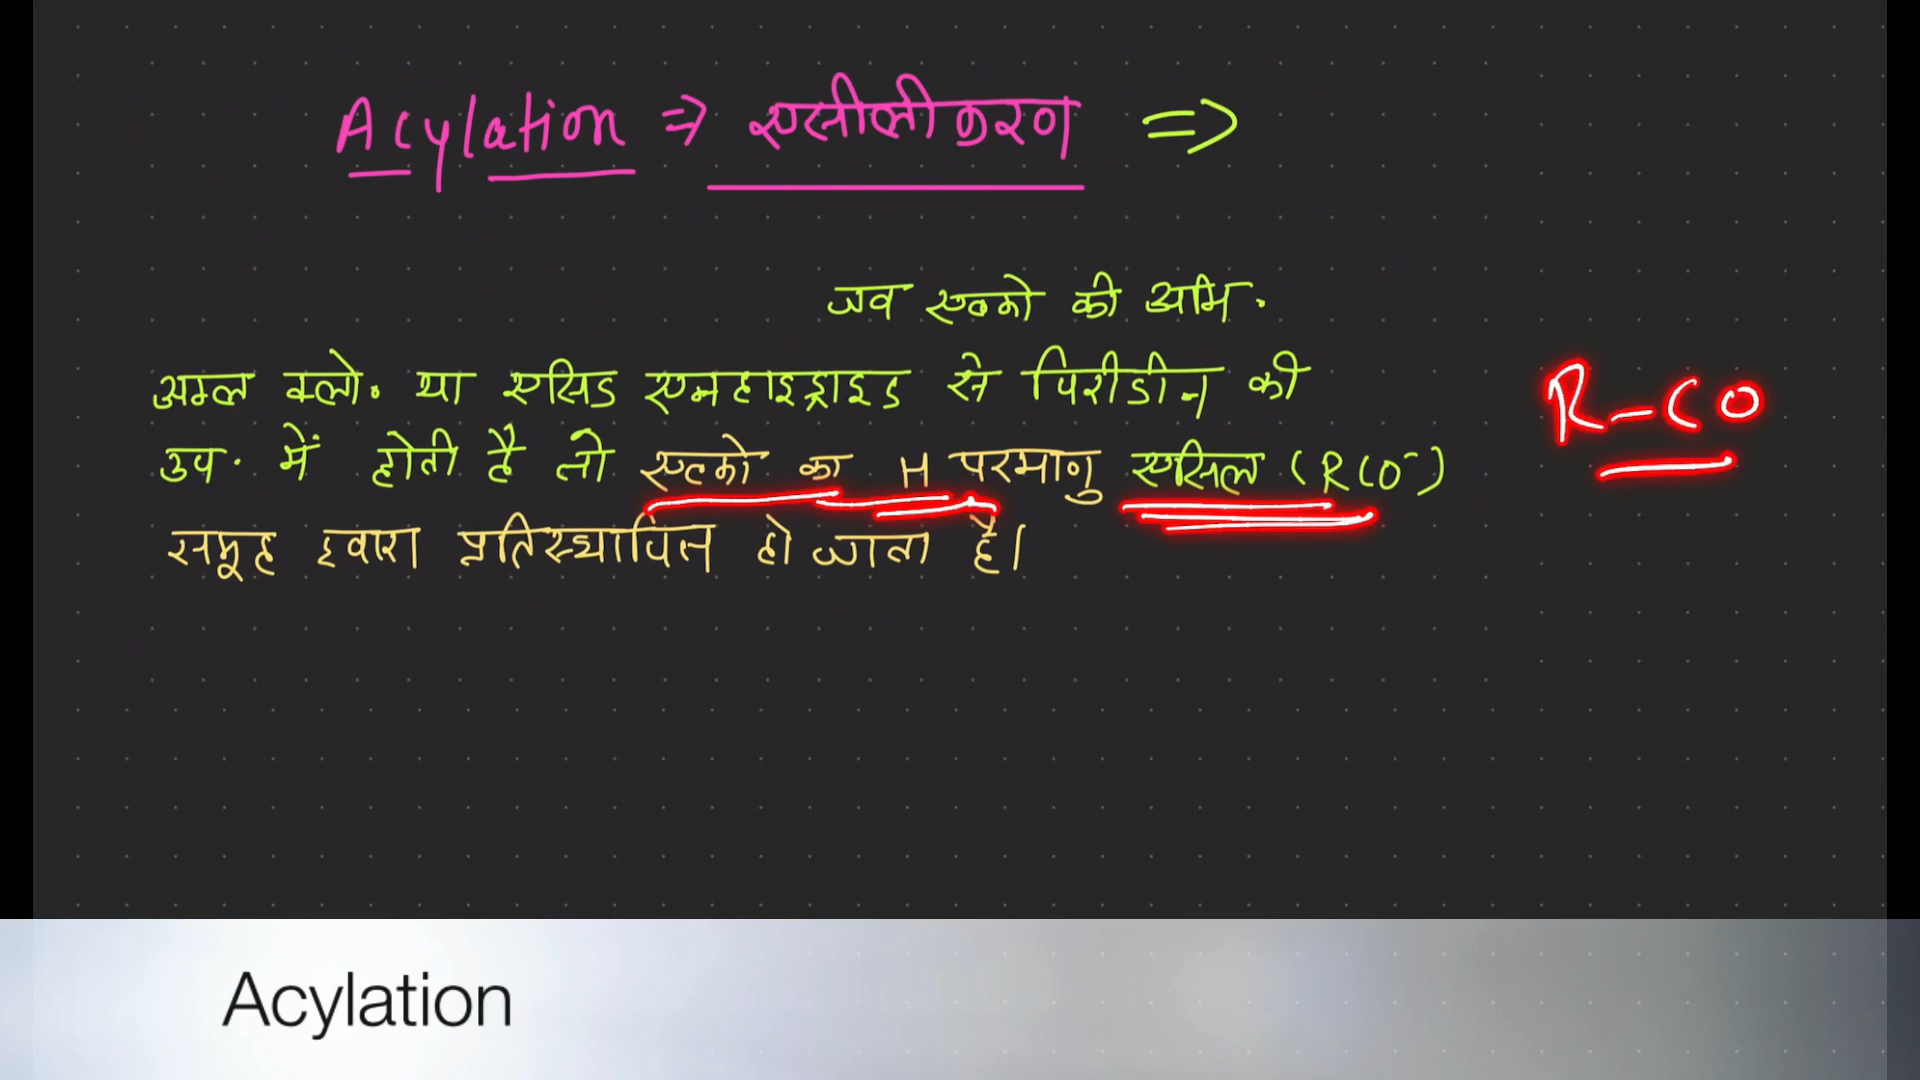 Acylation => एसीलीकरण =>
जब एल्को की अभि.
अम्ल क्लो. या एसिड एनहाइड्राइड से पिरीडीन की
R-CO
उप. में होती है तो एल्को का H परमाणु एसिल (RCO-)
समूह द्वारा प्रतिस्थापित हो जाता है।
Acylation